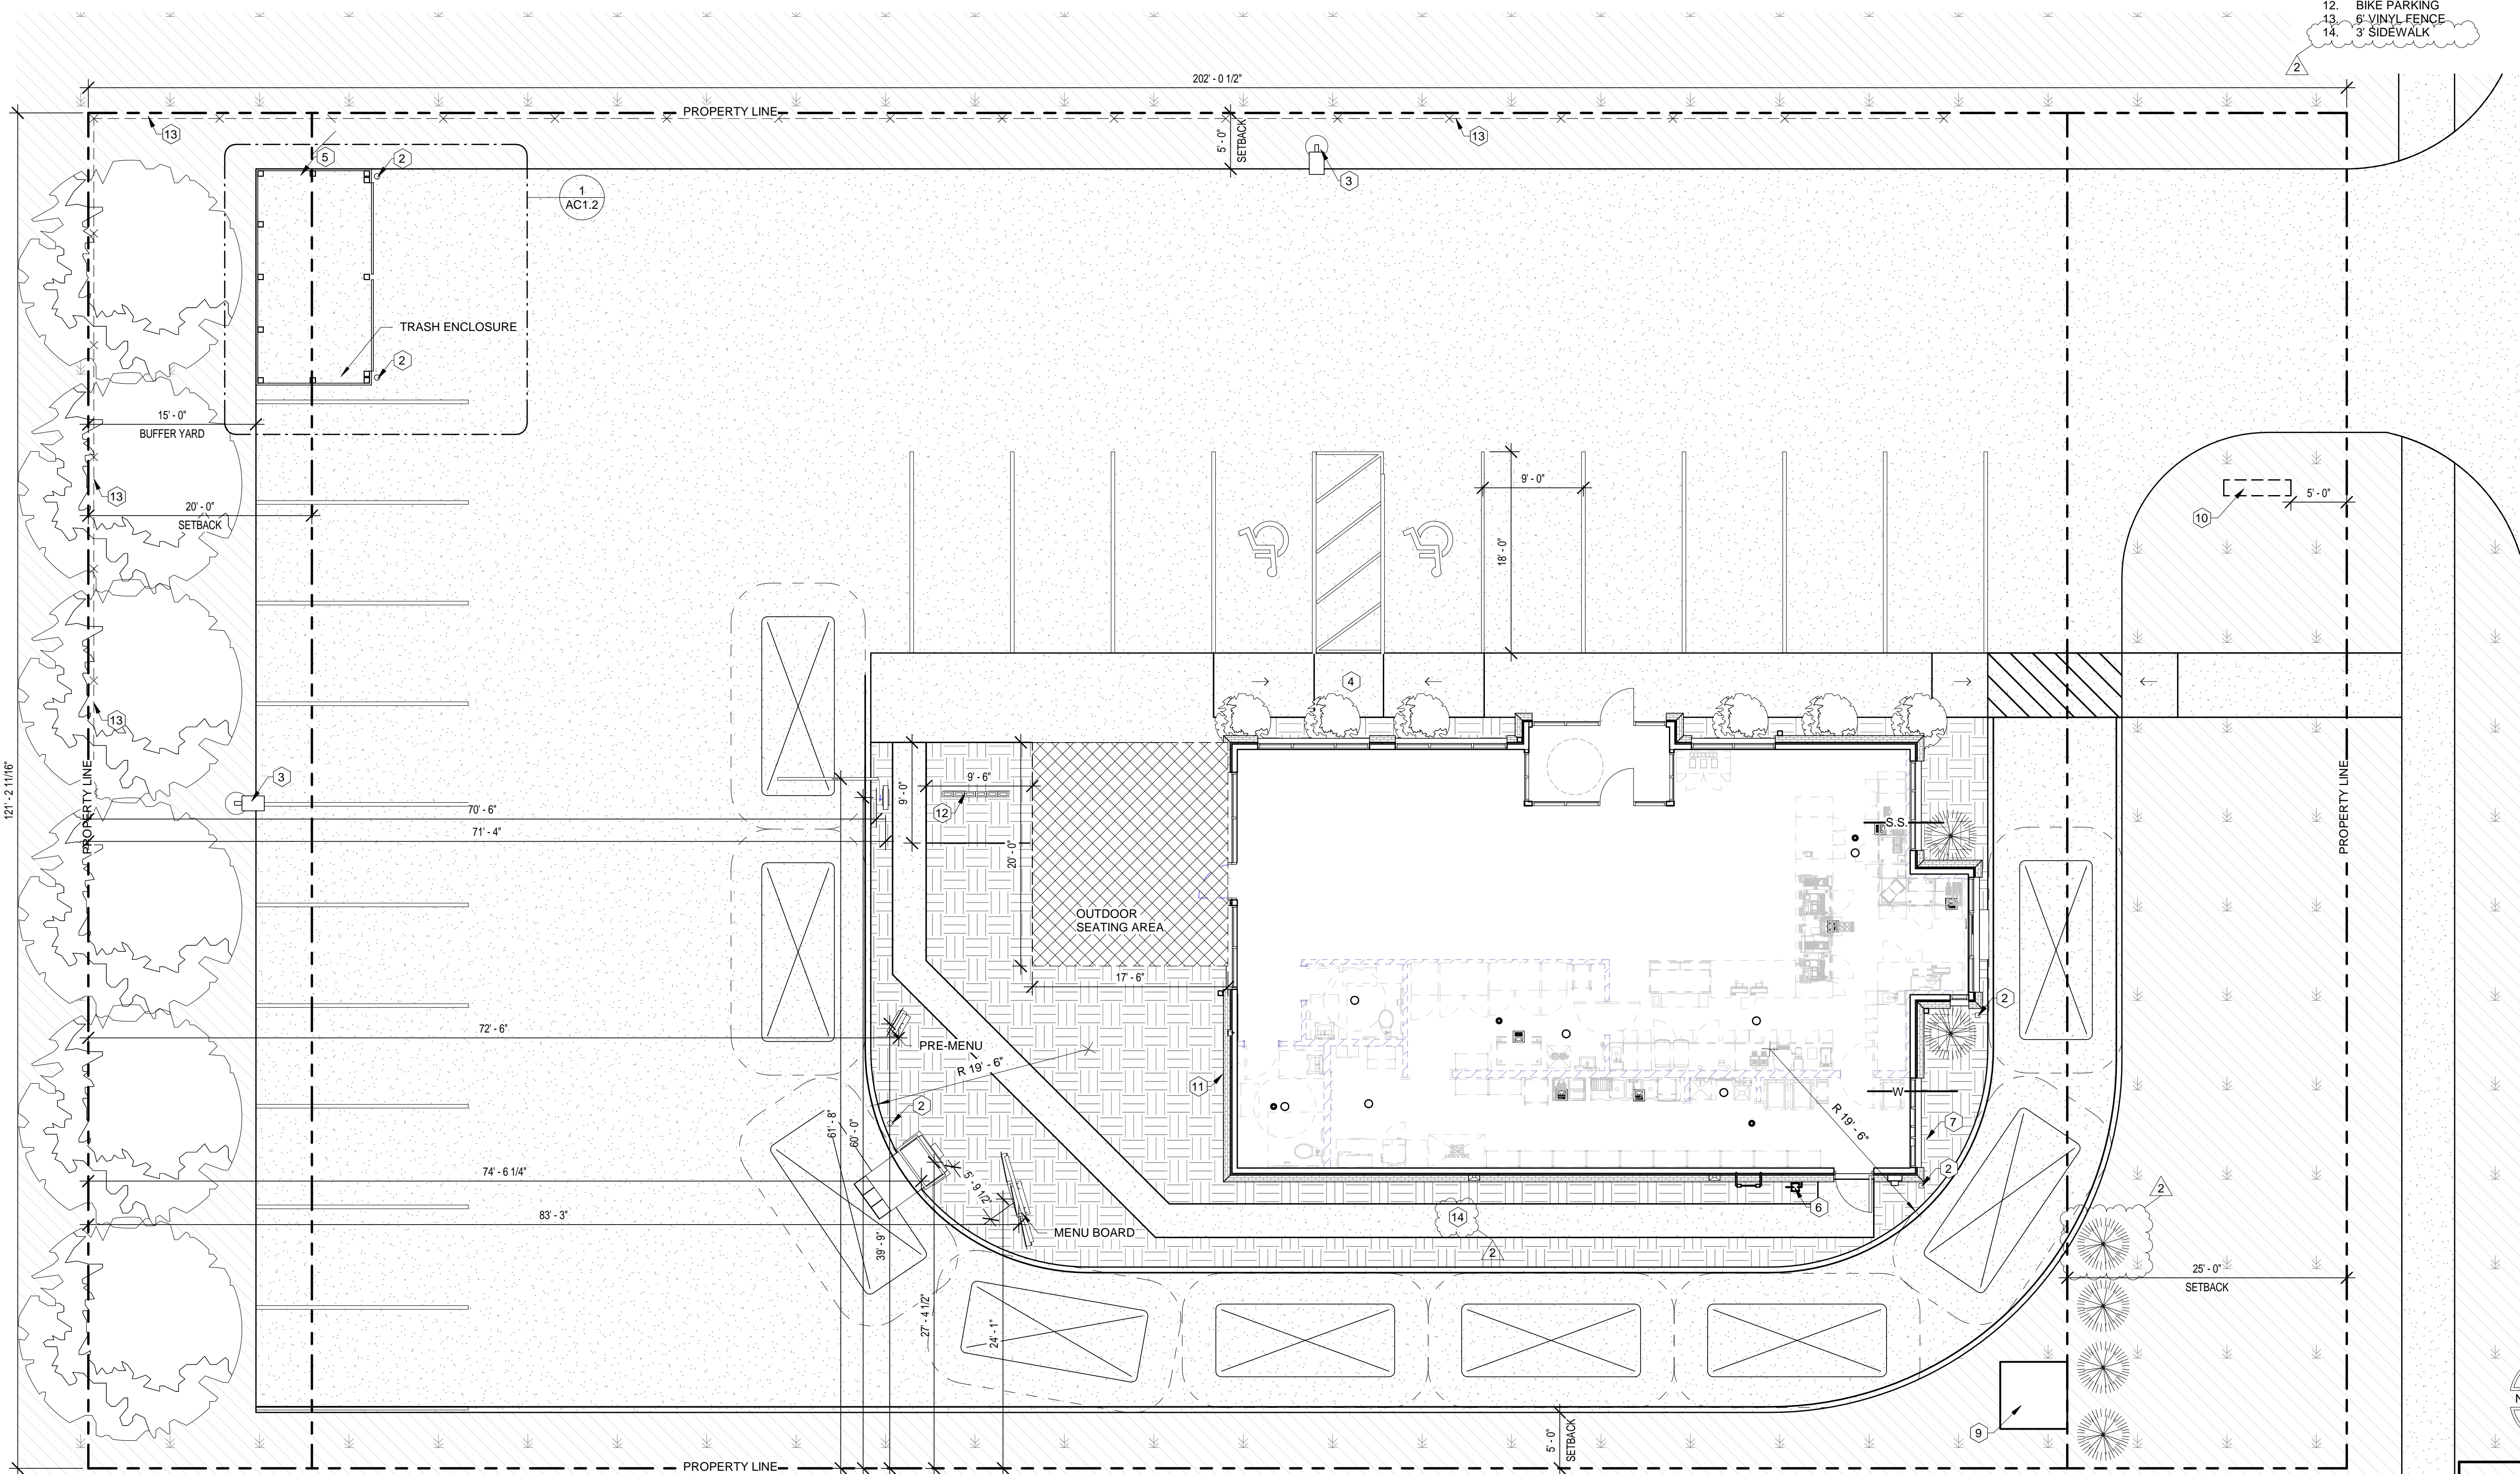 12. BIKE PARKING
13. 6' VINYL FENCE
14. 3' SIDEWALK
2
202' - 0 1/2"
PROPERTY LINE
13
13
5' - 0"
SETBACK
5
2
3
1
AC1.2
TRASH ENCLOSURE
2
15' - 0"
BUFFER YARD
9' - 0"
18' - 0"
13
20' - 0"
SETBACK
10
5' - 0"
4
13
121' - 2 11/16"
PROPERTY LINE
3
70' - 6"
71' - 4"
9' - 0"
9' - 6"
12
20' - 0"
S.S.
PROPERTY LINE
OUTDOOR
SEATING AREA
17' - 6"
2
72' - 6"
PRE-MENU
R 19' - 6"
11
W
2
61' - 8"
60' - 0"
R 19' - 6"
7
74' - 6 1/4"
5' - 9 1/2"
2
2
83' - 3"
39' - 9"
MENU BOARD
14
2
6
25' - 0"
SETBACK
27' - 4 1/2"
24' - 1"
5' - 0"
SETBACK
9
PROPERTY LINE